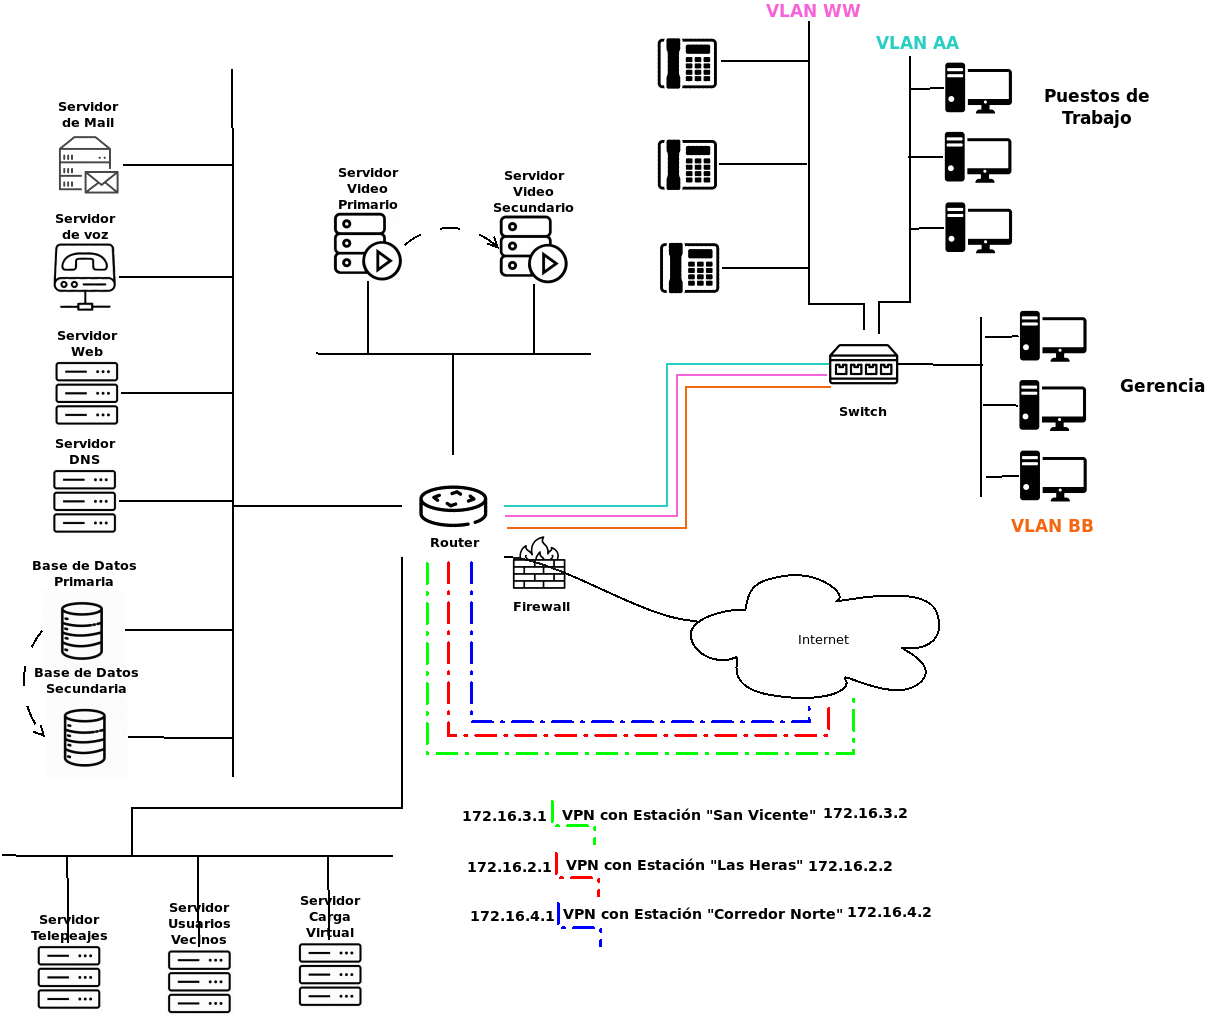 VLAN WW
VLAN AA
Puestos de
Trabajo
Servidor
de Mail
Servidor
Video
Primario
Servidor
Video
Secundario
Servidor
de voz
Servidor
Web
Switch
Gerencia
Servidor
DNS
VLAN BB
Router
Base de Datos
Primaria
Firewall
Internet
Base de Datos
Secundaria
172.16.3.1 VPN con Estación "San Vicente" 172.16.3.2
172.16.2.1 VPN con Estación "Las Heras" 172.16.2.2
172.16.4.1 VPN con Estación "Corredor Norte" 172.16.4.2
Servidor
Telepeajes
Servidor
Usuarios
Vecinos
Servidor
Carga
Virtual